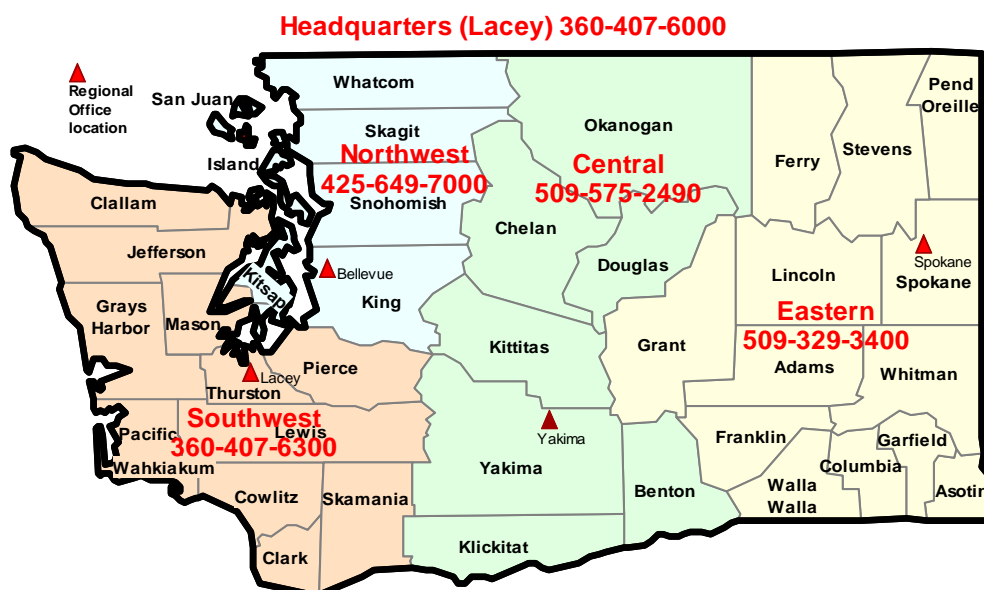 Headquarters (Lacey) 360-407-6000
Regional
Office
location
San Juan
Whatcom
Pend
Oreille
Skagit
Okanogan
Stevens
Ferry
Island
Northwest
425-649-7000
Central
509-575-2490
Snohomish
Clallam
Chelan
Jefferson
Douglas
Bellevue
Kitsap
King
Lincoln
Spokane
Spokane
Grays
Harbor
Mason
Eastern
509-329-3400
Kittitas
Grant
Pierce
Adams
Whitman
Lacey
Thurston
Southwest
360-407-6300
Pacific
Lewis
Yakima
Franklin
Garfield
Wahkiakum
Yakima
Columbia
Cowlitz
Skamania
Benton
Walla
Walla
Asotin
Klickitat
Clark